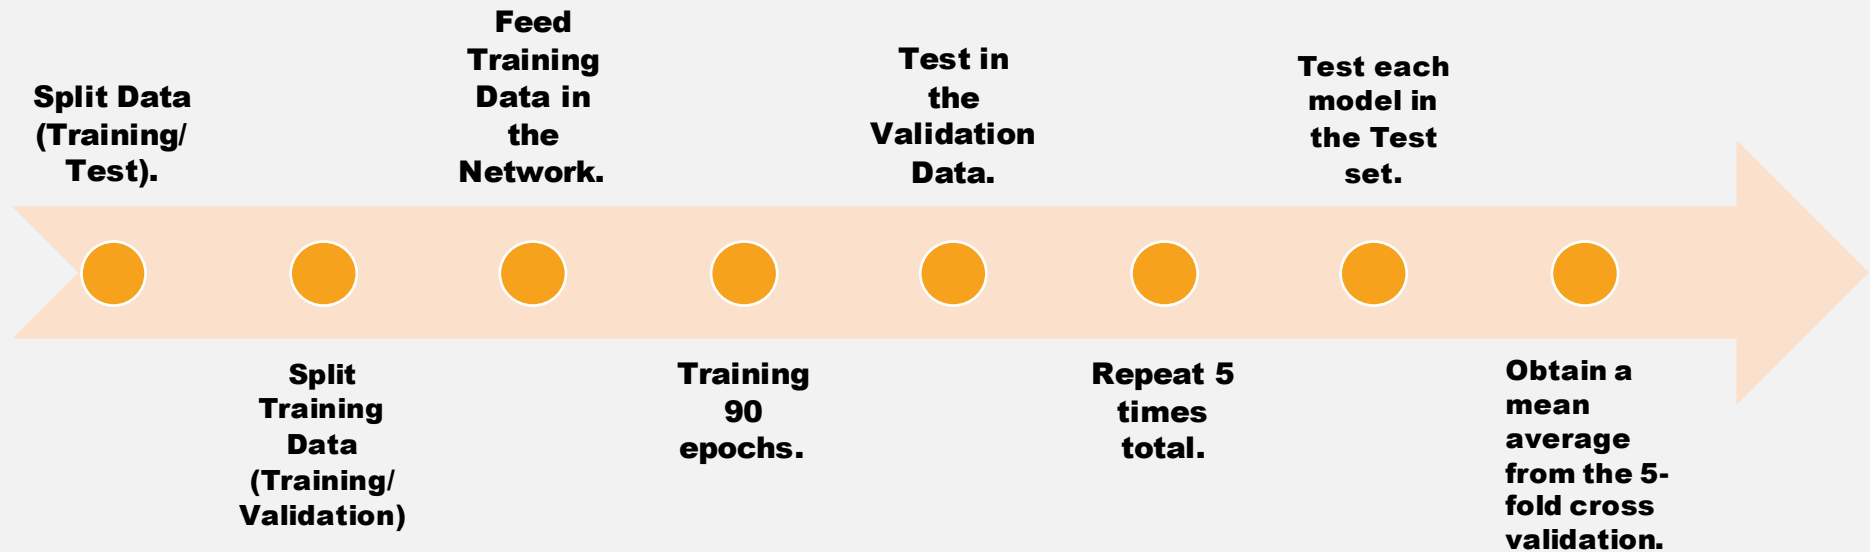 Split Data
(Training/
Test).
Split
Training
Data
(Training/
Validation)
Feed
Training
Data in
the
Network.
Training
90
epochs.
Test in
the
Validation
Data.
Repeat 5
times
total.
Test each
model in
the Test
set.
Obtain a
mean
average
from the 5-
fold cross
validation.